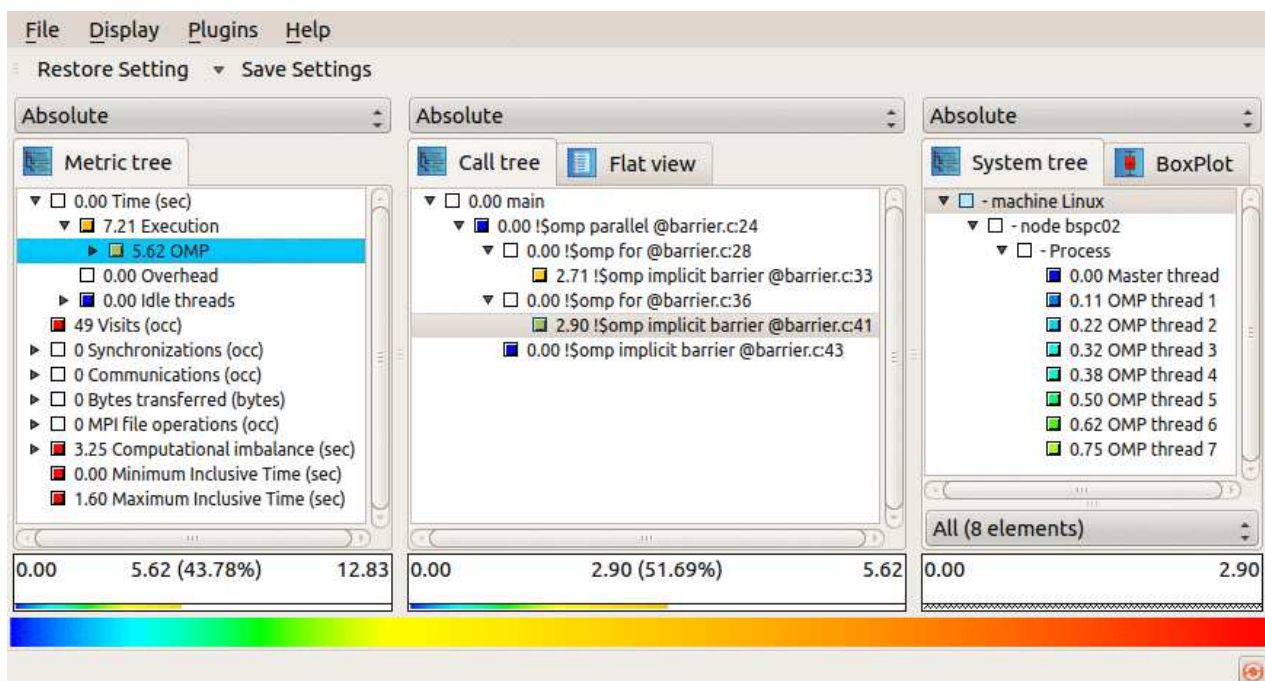 File Display Plugins Help
Restore Setting Save Settings
Absolute
Metric tree
0.00 Time (sec)
7.21 Execution
5.62 OMP
0.00 Overhead
0.00 Idle threads
49 Visits (occ)
0 Synchronizations (occ)
0 Communications (occ)
0 Bytes transferred (bytes)
0 MPI file operations (occ)
3.25 Computational imbalance (sec)
0.00 Minimum Inclusive Time (sec)
1.60 Maximum Inclusive Time (sec)
0.00 5.62 (43.78%) 12.83
Absolute
Call tree Flat view
0.00 main
0.00 !$omp parallel @barrier.c:24
0.00 !$omp for @barrier.c:28
2.71 !$omp implicit barrier @barrier.c:33
0.00 !$omp for @barrier.c:36
2.90 !$omp implicit barrier @barrier.c:41
0.00 !$omp implicit barrier @barrier.c:43
0.00 2.90 (51.69%) 5.62
Absolute
System tree BoxPlot
- machine Linux
- node bspc02
- Process
0.00 Master thread
0.11 OMP thread 1
0.22 OMP thread 2
0.32 OMP thread 3
0.38 OMP thread 4
0.50 OMP thread 5
0.62 OMP thread 6
0.75 OMP thread 7
All (8 elements)
0.00 2.90